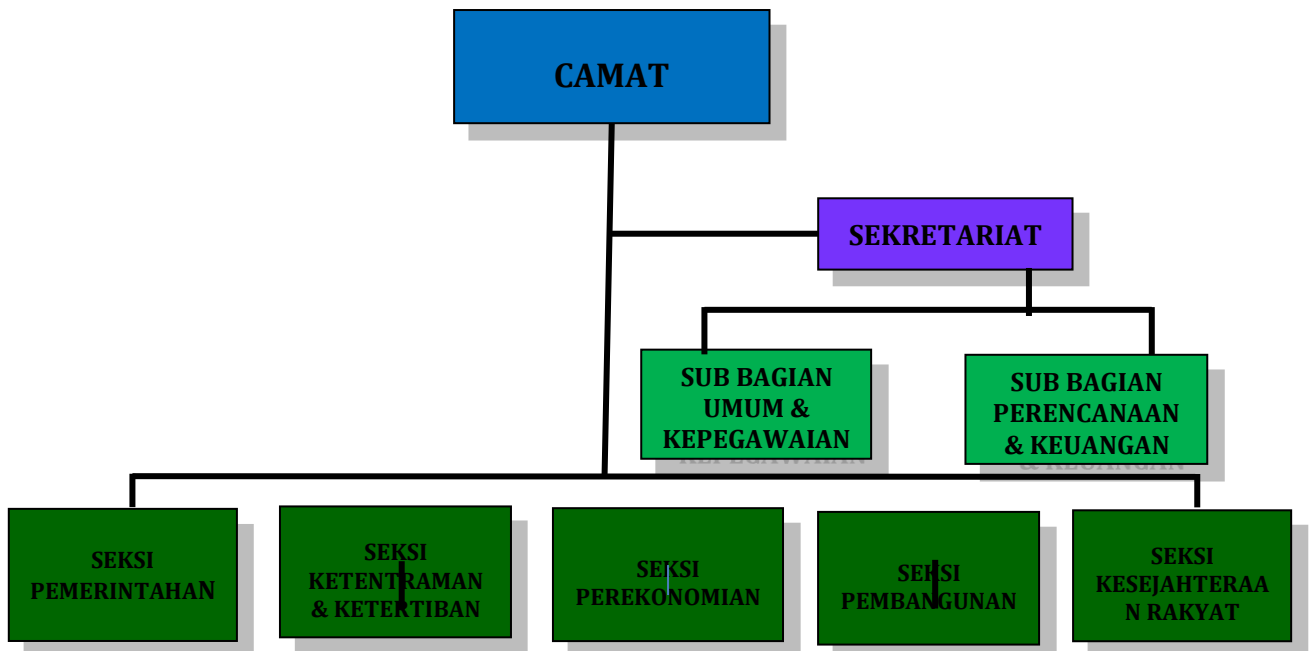 CAMAT
SEKRETARIAT
SUB BAGIAN
UMUM &
KEPEGAWAIAN
SUB BAGIAN
PERENCANAAN
& KEUANGAN
SEKSI
PEMERINTAHAN
SEKSI
KETENTRAMAN
& KETERTIBAN
SEKSI
PEREKONOMIAN
SEKSI
PEMBANGUNAN
SEKSI
KESEJAHTERAA
N RAKYAT